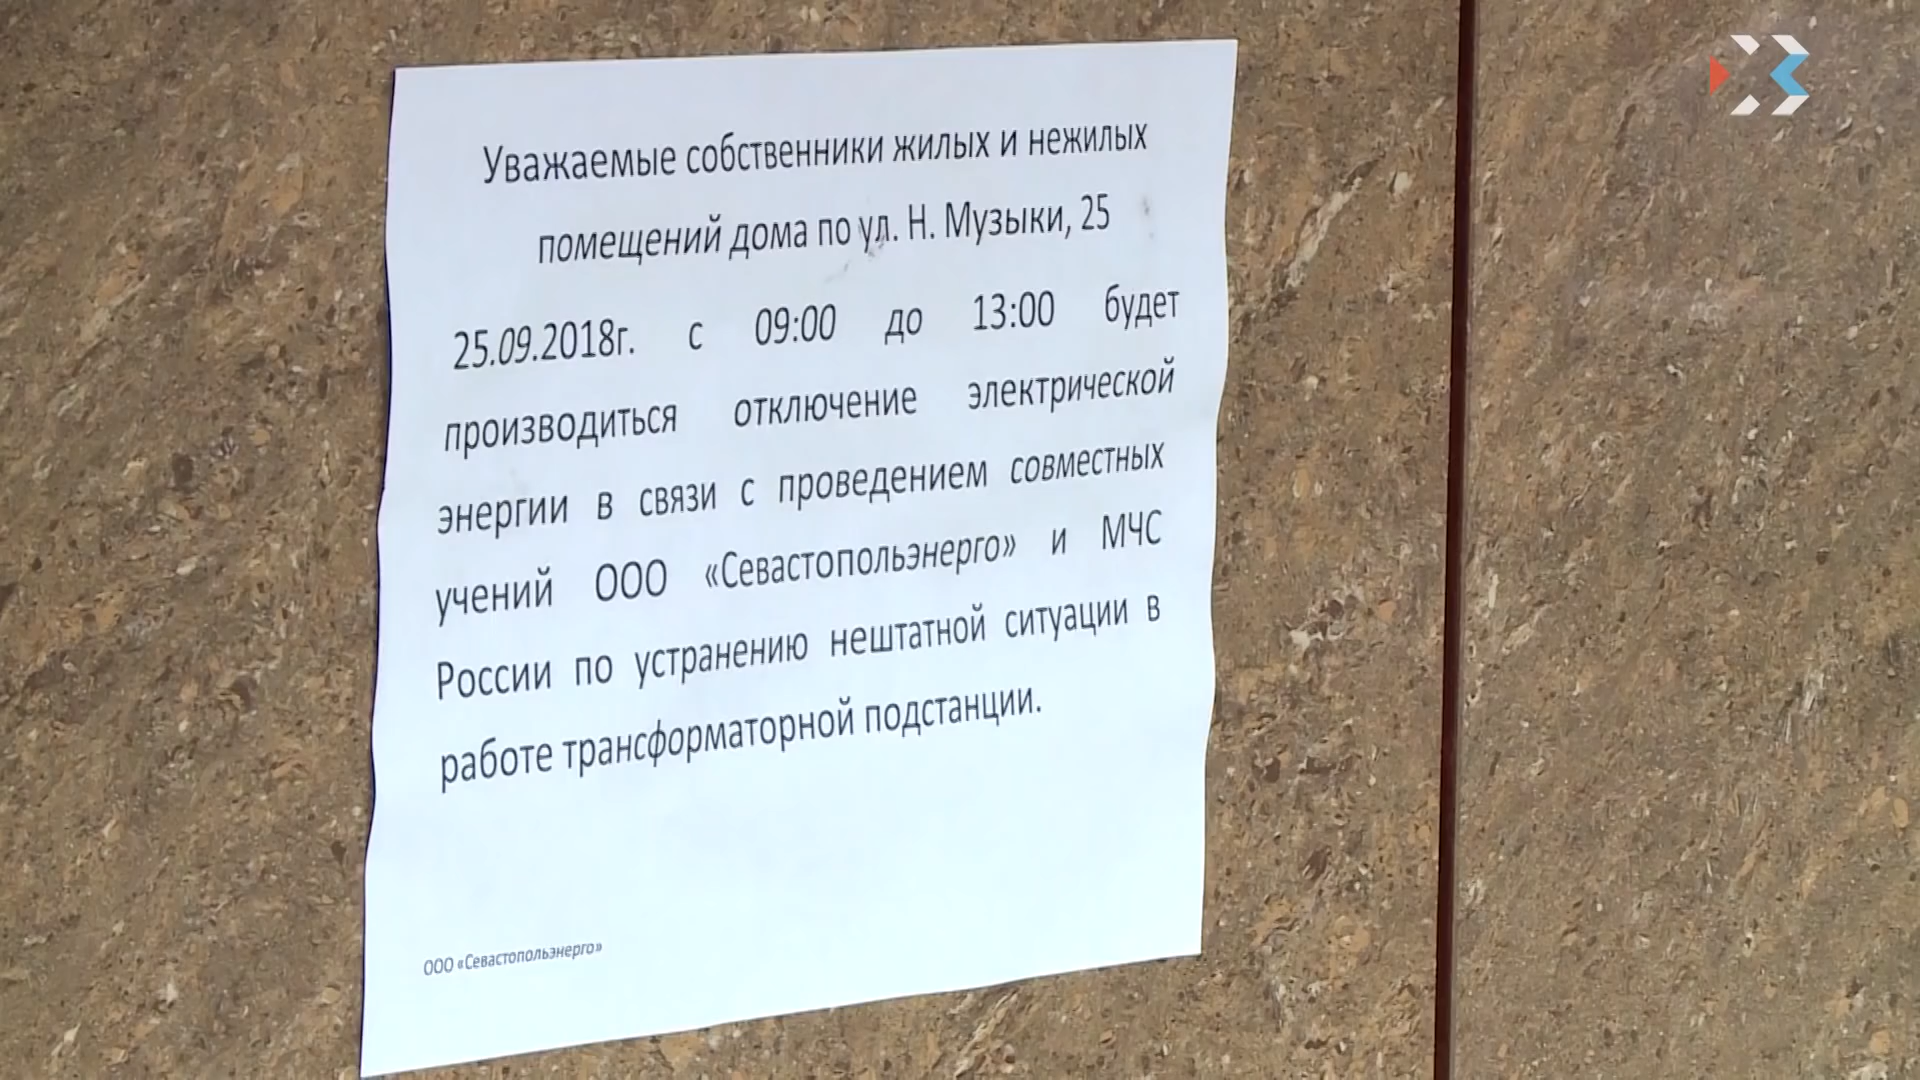 Уважаемые собственники жилых и нежилых
помещений дома по ул. Н. Музыки, 25
25.09.2018г. с 09:00 до 13:00 будет
производиться отключение электрической
энергии в связи с проведением совместных
учений ООО «Севастопольэнерго» и МЧС
России по устранению нештатной ситуации в
работе трансформаторной подстанции.
ООО «Севастопольэнерго»